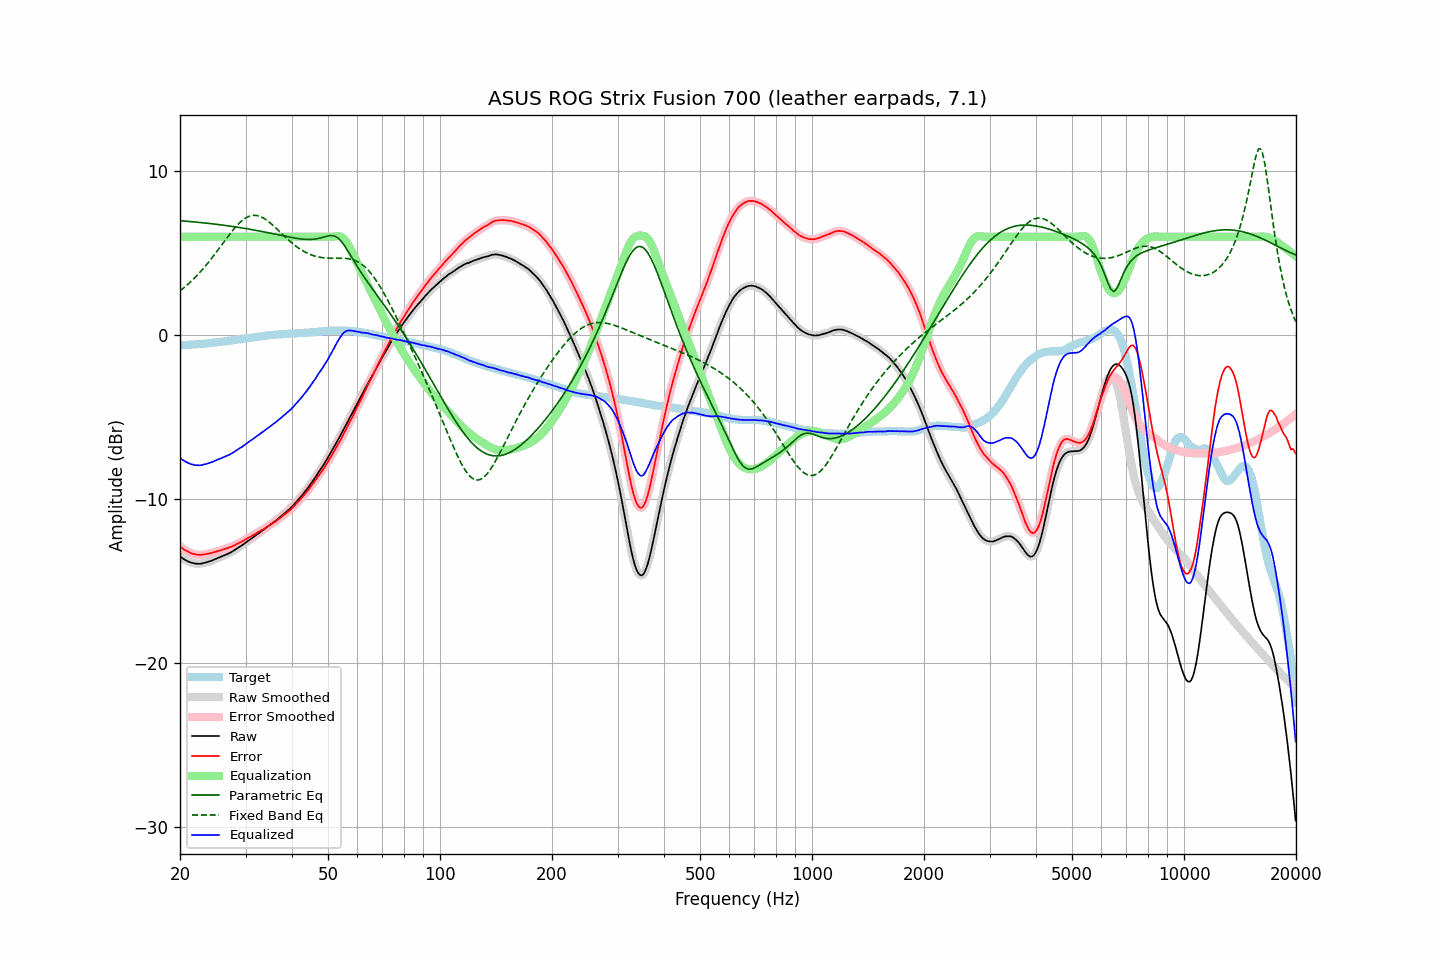 ASUS ROG Strix Fusion 700 (leather earpads, 7.1)
Amplitude (dBr)
10
0
−10
−20
−30
Target
Raw Smoothed
Error Smoothed
Raw
Error
Equalization
Parametric Eq
Fixed Band Eq
Equalized
20 50 100 200 500 1000 2000 5000 10000 20000
Frequency (Hz)